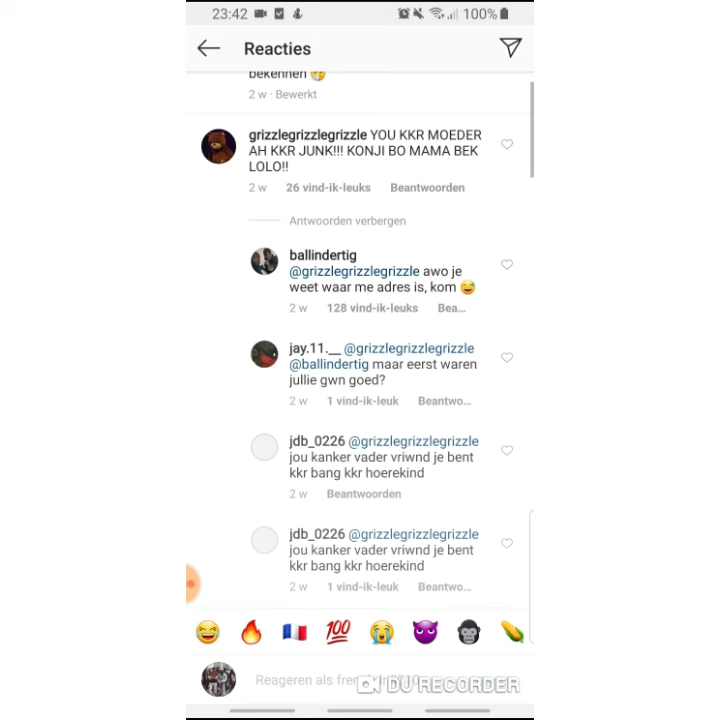 23:42
100%
Reacties
bekennen
2 w · Bewerkt
grizzlegrizzlegrizzle YOU KKR MOEDER
AH KKR JUNK!!! KONJI BO MAMA BEK
LOLO!!
2 w 26 vind-ik-leuks Beantwoorden
Antwoorden verbergen
ballindertig
@grizzlegrizzlegrizzle awo je
weet waar me adres is, kom 😅
2 w 128 vind-ik-leuks Bea...
jay.11.__ @grizzlegrizzlegrizzle
@ballindertig maar eerst waren
jullie gwn goed?
2 w 1 vind-ik-leuk Beantwo...
jdb_0226 @grizzlegrizzlegrizzle
jou kanker vader vriwnd je bent
kkr bang kkr hoerekind
2 w Beantwoorden
jdb_0226 @grizzlegrizzlegrizzle
jou kanker vader vriwnd je bent
kkr bang kkr hoerekind
2 w 1 vind-ik-leuk Beantwo...
😂 🔥 🇫🇷 💯 😭 😈 🦍 🌽
Reageren als
DU RECORDER